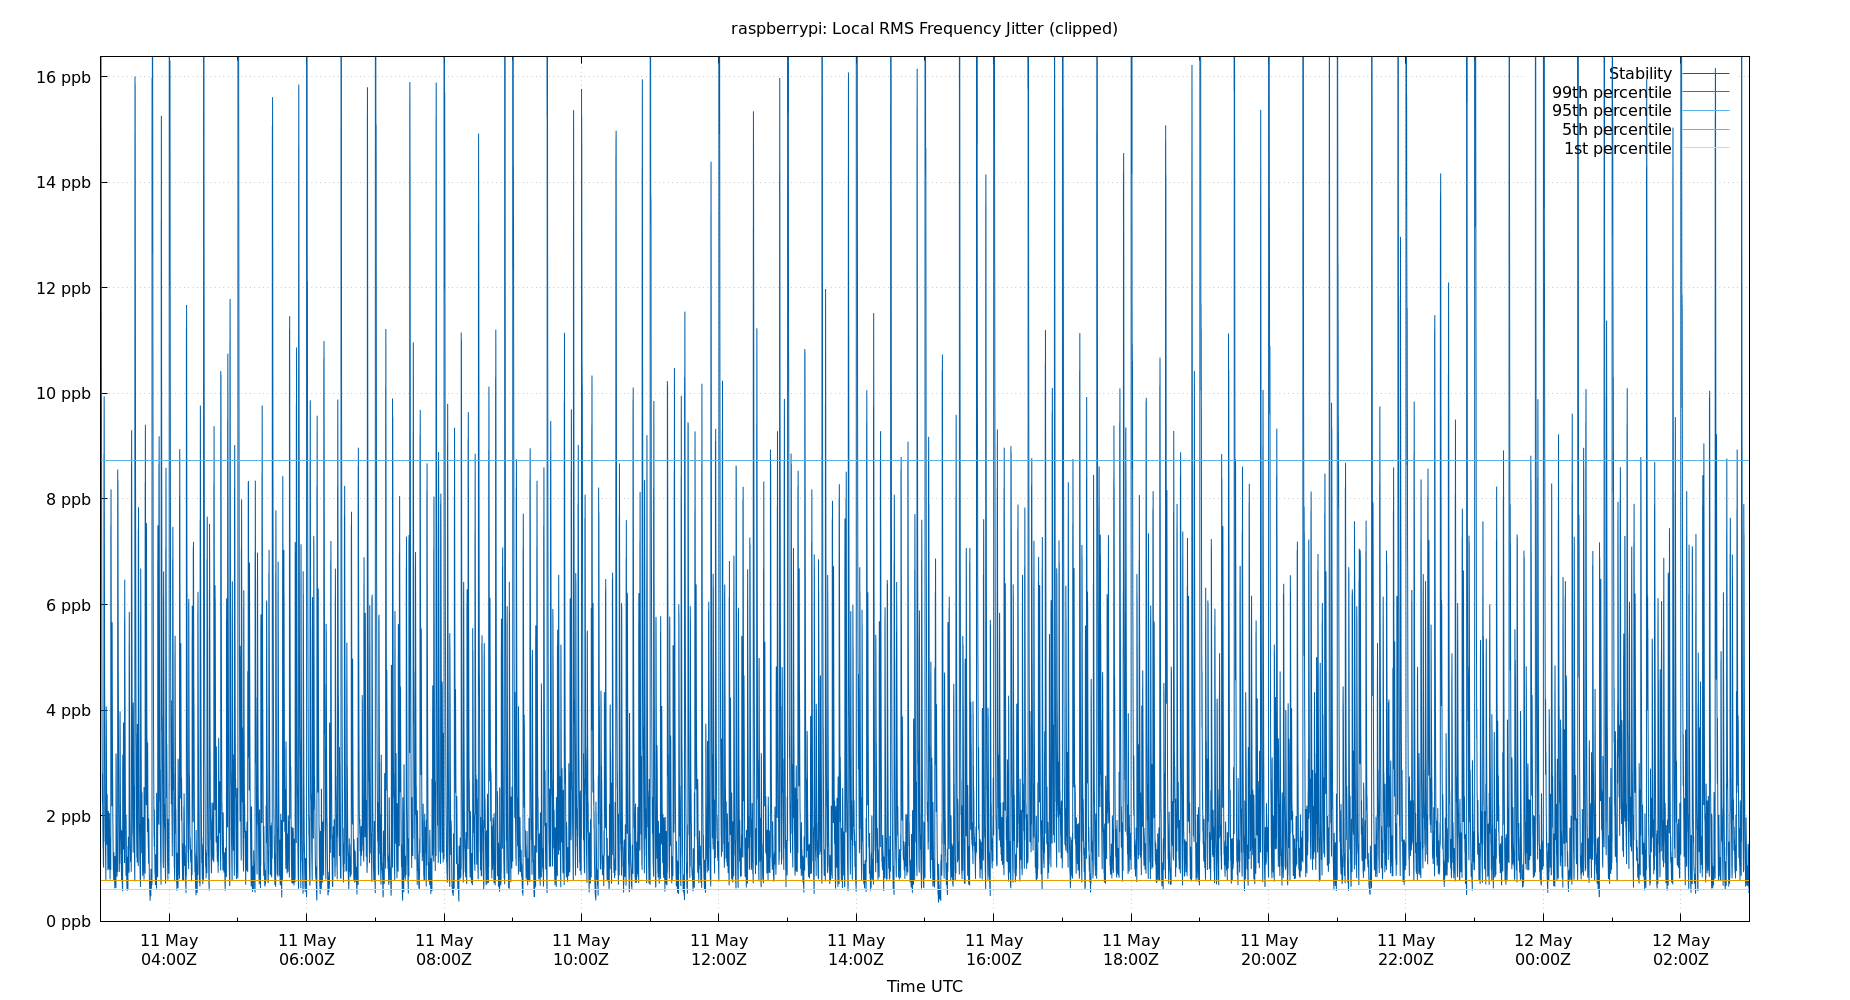 raspberrypi: Local RMS Frequency Jitter (clipped)
16 ppb
14 ppb
12 ppb
10 ppb
8 ppb
6 ppb
4 ppb
2 ppb
0 ppb
Stability
99th percentile
95th percentile
5th percentile
1st percentile
11 May 11 May 11 May 11 May 11 May 11 May 11 May 11 May 11 May 11 May 12 May 12 May
04:00Z 06:00Z 08:00Z 10:00Z 12:00Z 14:00Z 16:00Z 18:00Z 20:00Z 22:00Z 00:00Z 02:00Z
Time UTC